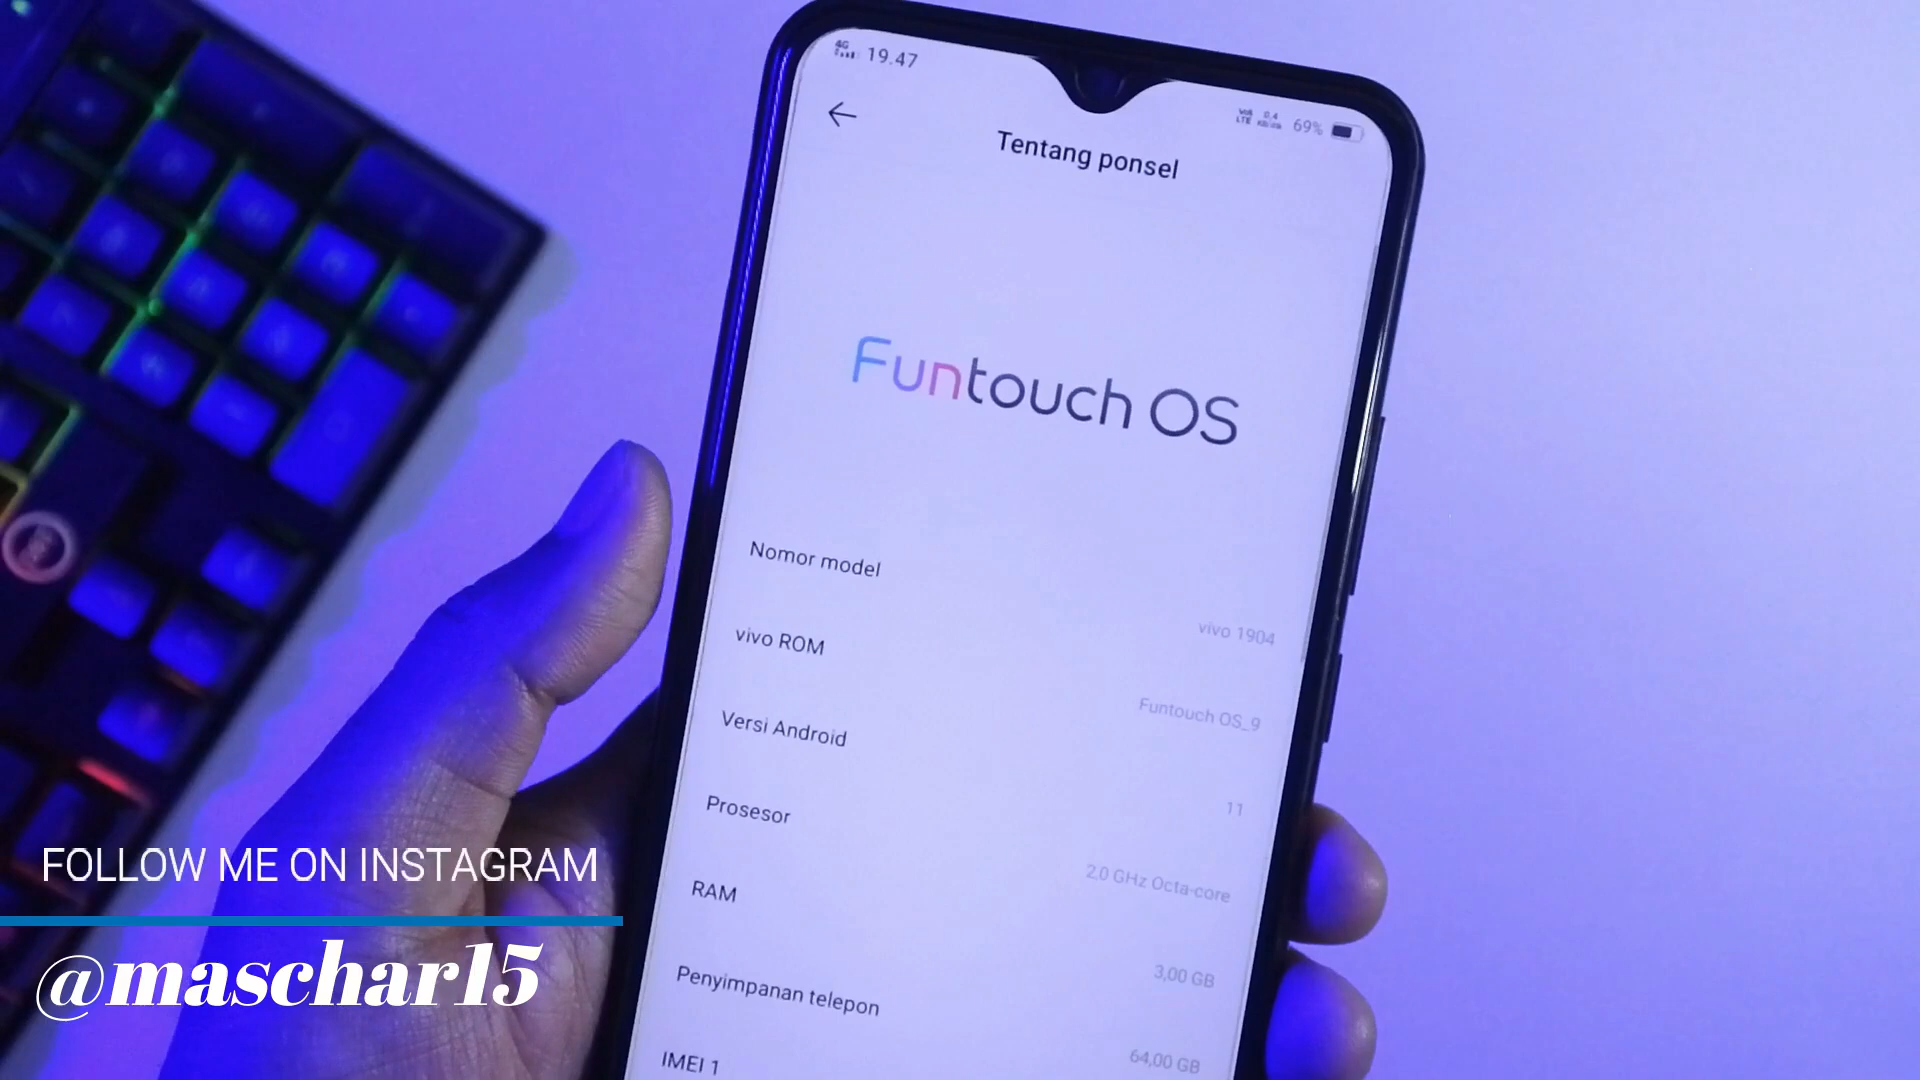 4G 19.47
69%
Tentang ponsel
Funtouch OS
Nomor model
vivo 1904
vivo ROM
Funtouch OS_9
Versi Android
11
Prosesor
2.0 GHz Octa-core
RAM
3,00 GB
Penyimpanan telepon
64,00 GB
IMEI 1
FOLLOW ME ON INSTAGRAM
@maschar15